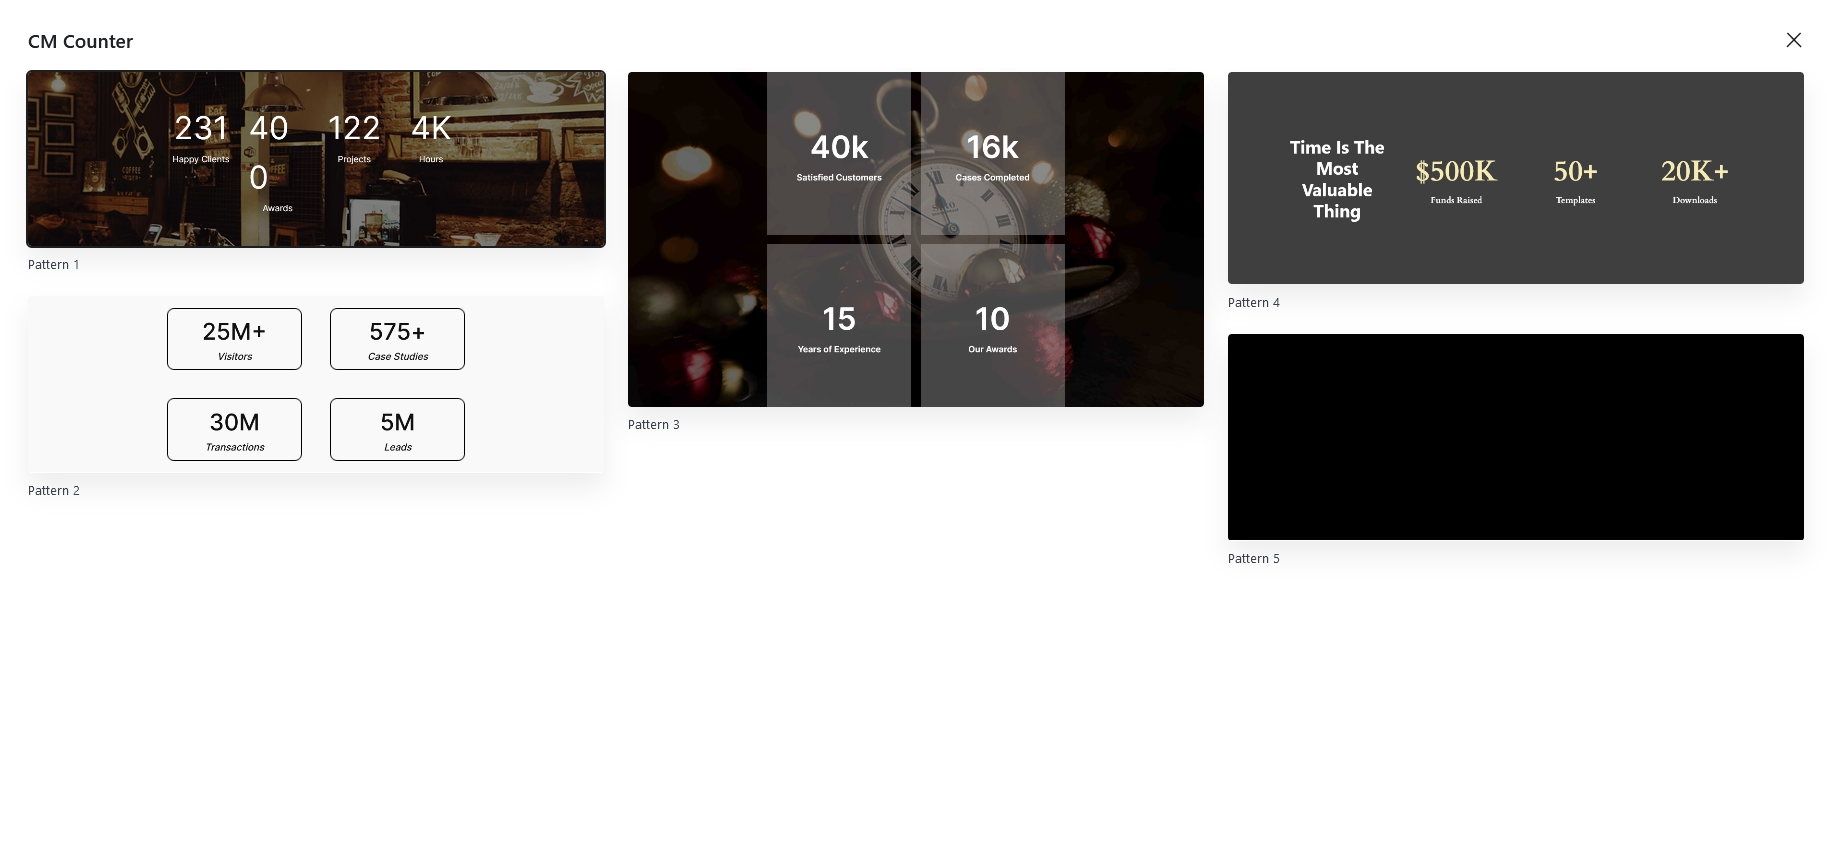 CM Counter
231
Happy Clients
40
0
Awards
122
Projects
4K
Hours
Pattern 1
25M+
Visitors
575+
Case Studies
30M
Transactions
5M
Leads
Pattern 2
40k
Satisfied Customers
16k
Cases Completed
15
Years of Experience
10
Our Awards
Pattern 3
Time Is The
Most
Valuable
Thing
$500K
Funds Raised
50+
Templates
20K+
Downloads
Pattern 4
Pattern 5